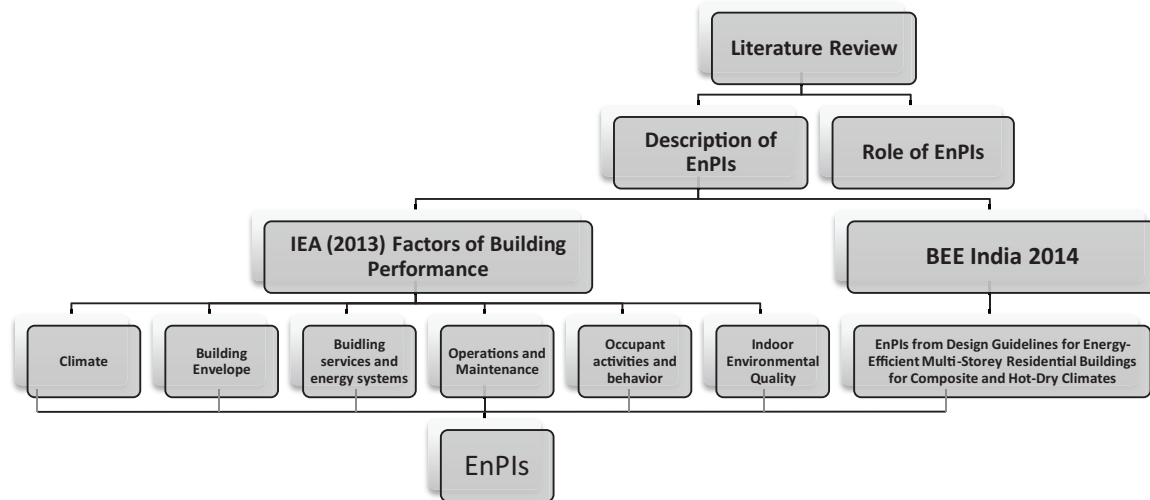 Literature Review
Description of
EnPIs
Role of EnPIs
IEA (2013) Factors of Building
Performance
BEE India 2014
Climate
Building
Envelope
Buidling
services and
energy systems
Operations and
Maintenance
Occupant
activities and
behavior
Indoor
Environmental
Quality
EnPIs from Design Guidelines for Energy-
Efficient Multi-Storey Residential Buildings
for Composite and Hot-Dry Climates
EnPIs